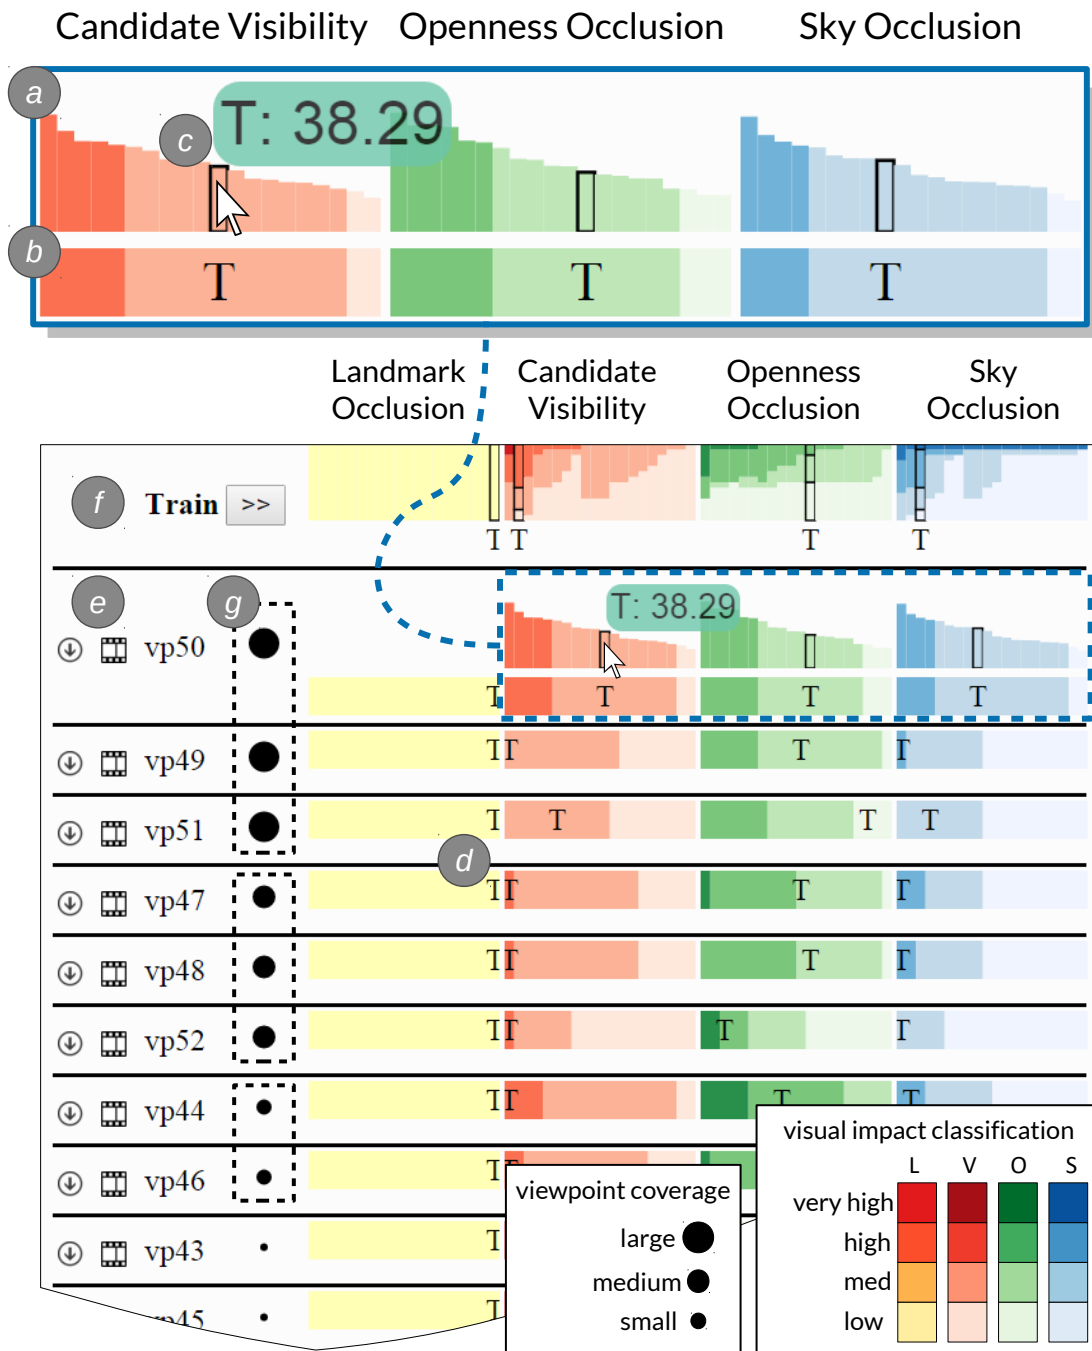 Candidate Visibility Openness Occlusion Sky Occlusion
a
c
T: 38.29
b
T T T
Landmark Occlusion
Candidate Visibility
Openness Occlusion
Sky Occlusion
f Train >>
T T T T
e g
T: 38.29
vp50
T T T T
vp49 T T T T
vp51 T T T T
d
vp47 T T T T
vp48 T T T T
vp52 T T T T
vp44 T T T T
vp46 T
vp43 T
vp45 T
viewpoint coverage
large
medium
small
visual impact classification
L V O S
very high
high
med
low